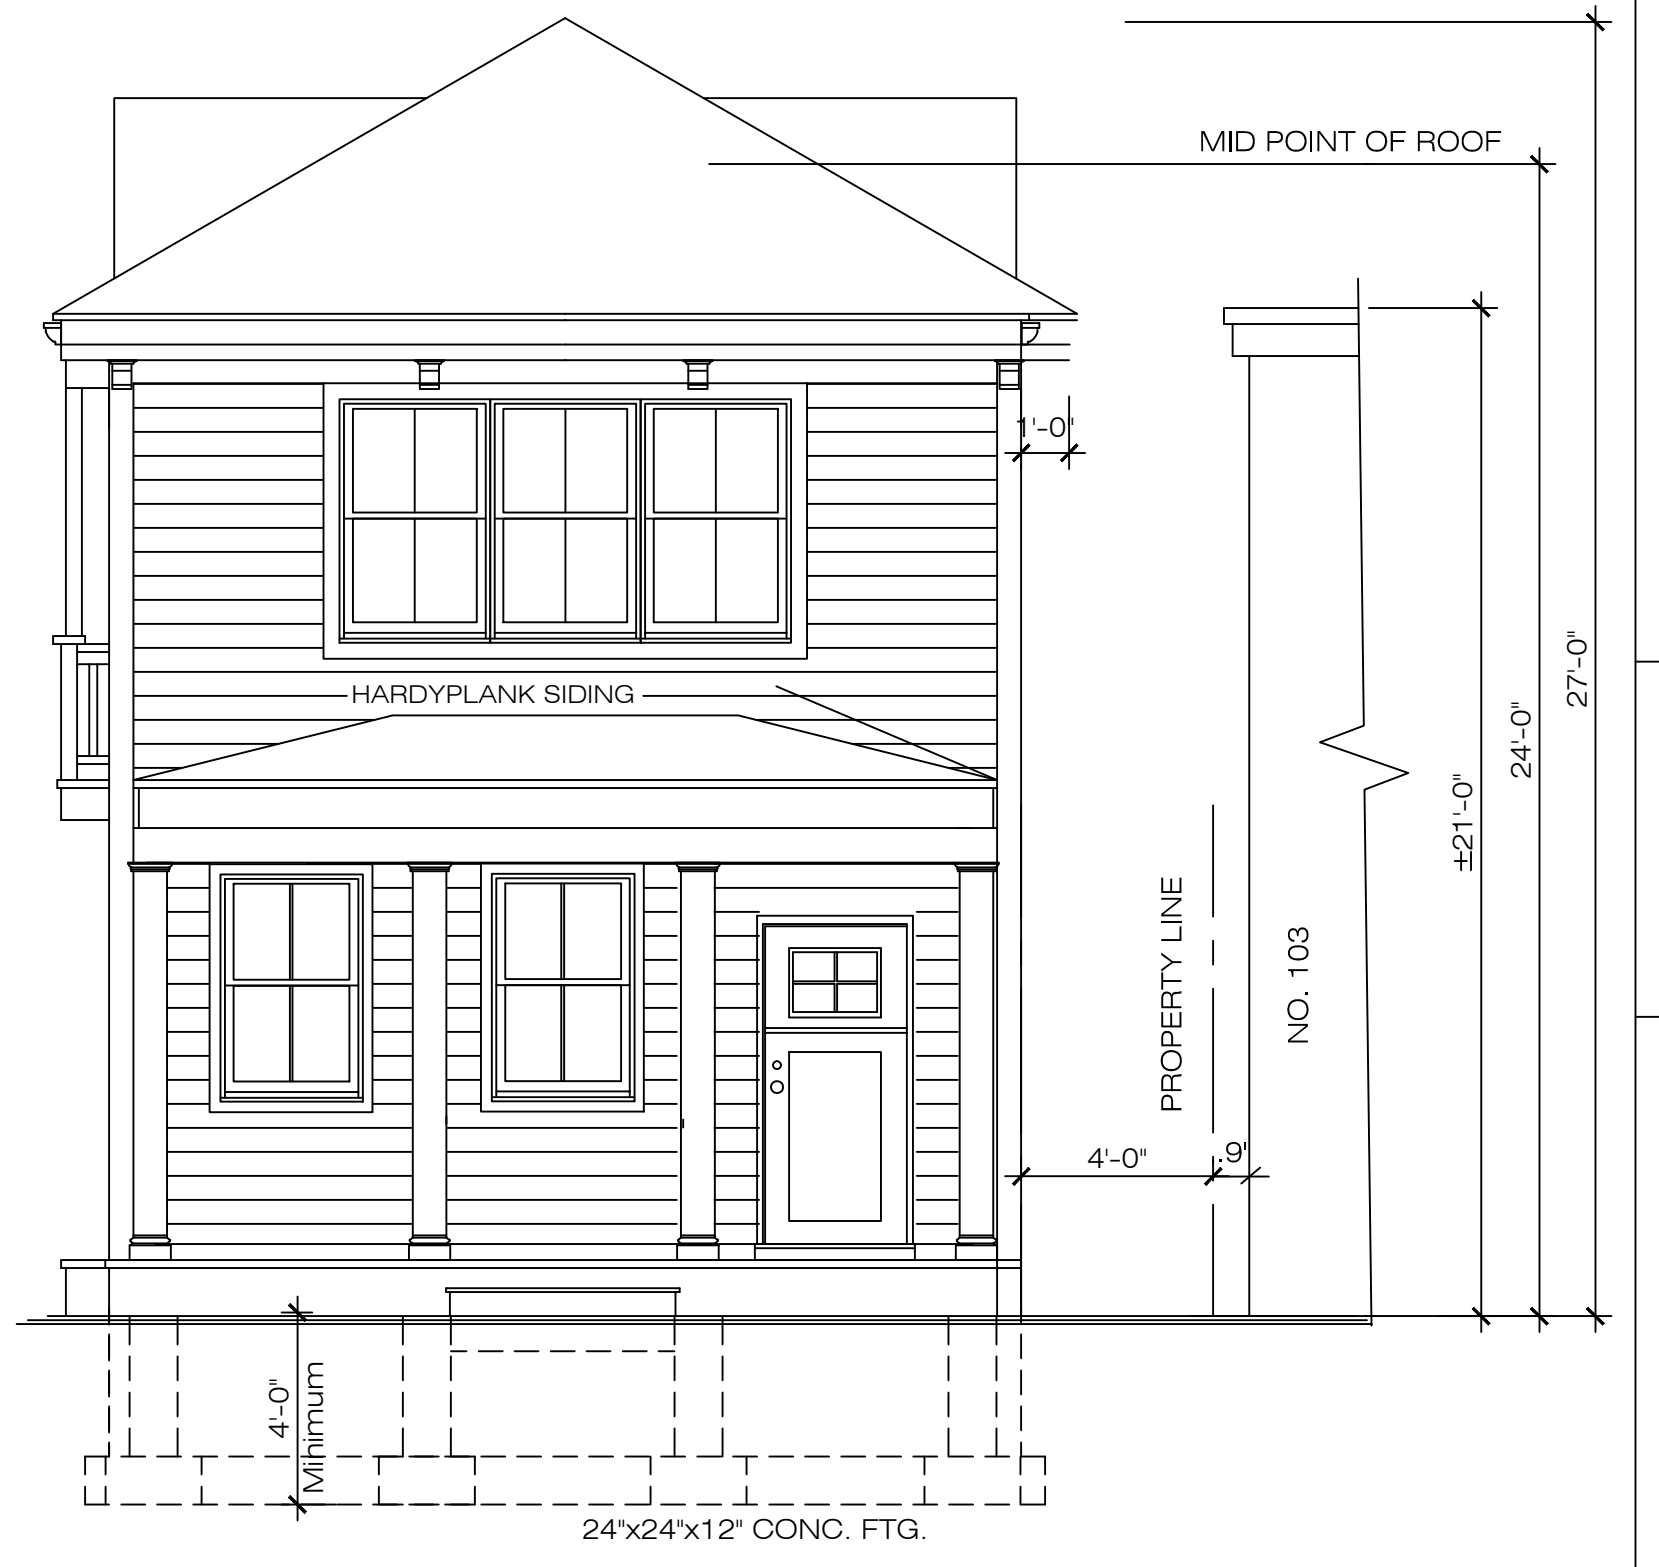 MID POINT OF ROOF
1'-0"
HARDYPLANK SIDING
27'-0"
24'-0"
±21'-0"
PROPERTY LINE
NO. 103
4'-0"
.9'
4'-0"
Minimum
24"x24"x12" CONC. FTG.